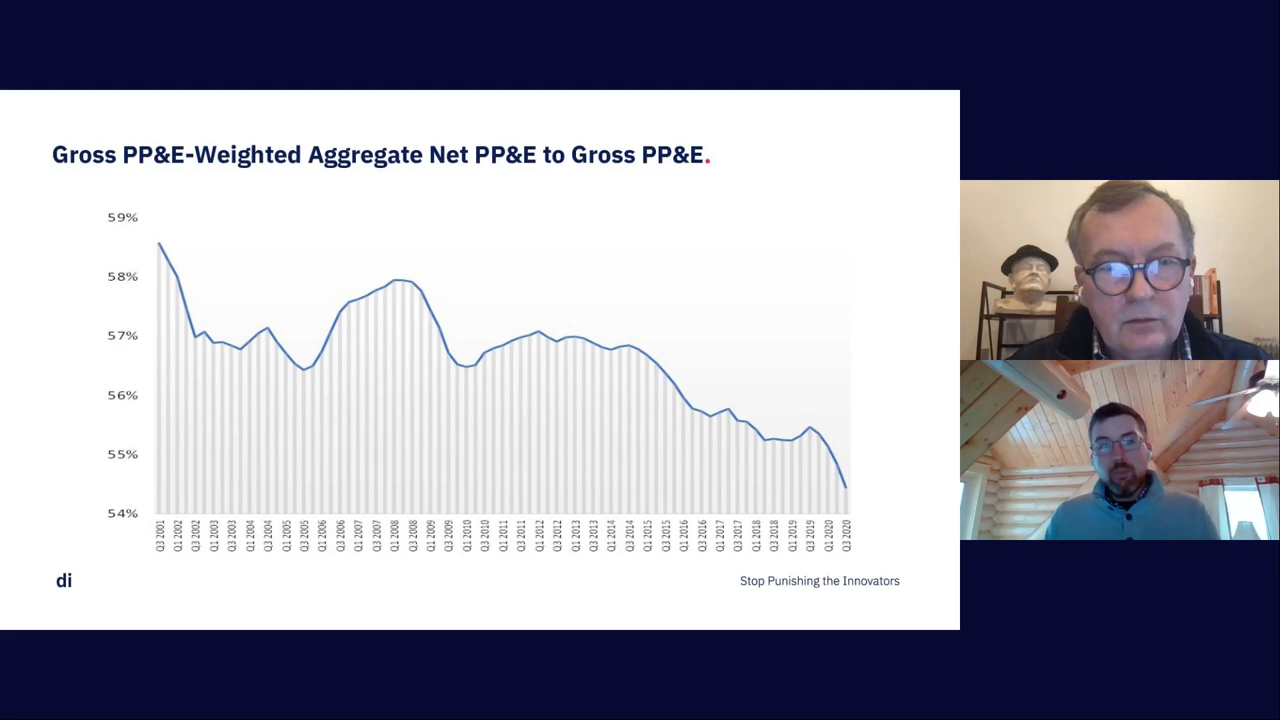 Gross PP&E-Weighted Aggregate Net PP&E to Gross PP&E.
59%
58%
57%
56%
55%
54%
Q3 2001
Q1 2002
Q3 2002
Q1 2003
Q3 2003
Q1 2004
Q3 2004
Q1 2005
Q3 2005
Q1 2006
Q3 2006
Q1 2007
Q3 2007
Q1 2008
Q3 2008
Q1 2009
Q3 2009
Q1 2010
Q3 2010
Q1 2011
Q3 2011
Q1 2012
Q3 2012
Q1 2013
Q3 2013
Q1 2014
Q3 2014
Q1 2015
Q3 2015
Q1 2016
Q3 2016
Q1 2017
Q3 2017
Q1 2018
Q3 2018
Q1 2019
Q3 2019
Q1 2020
Q3 2020
di
Stop Punishing the Innovators